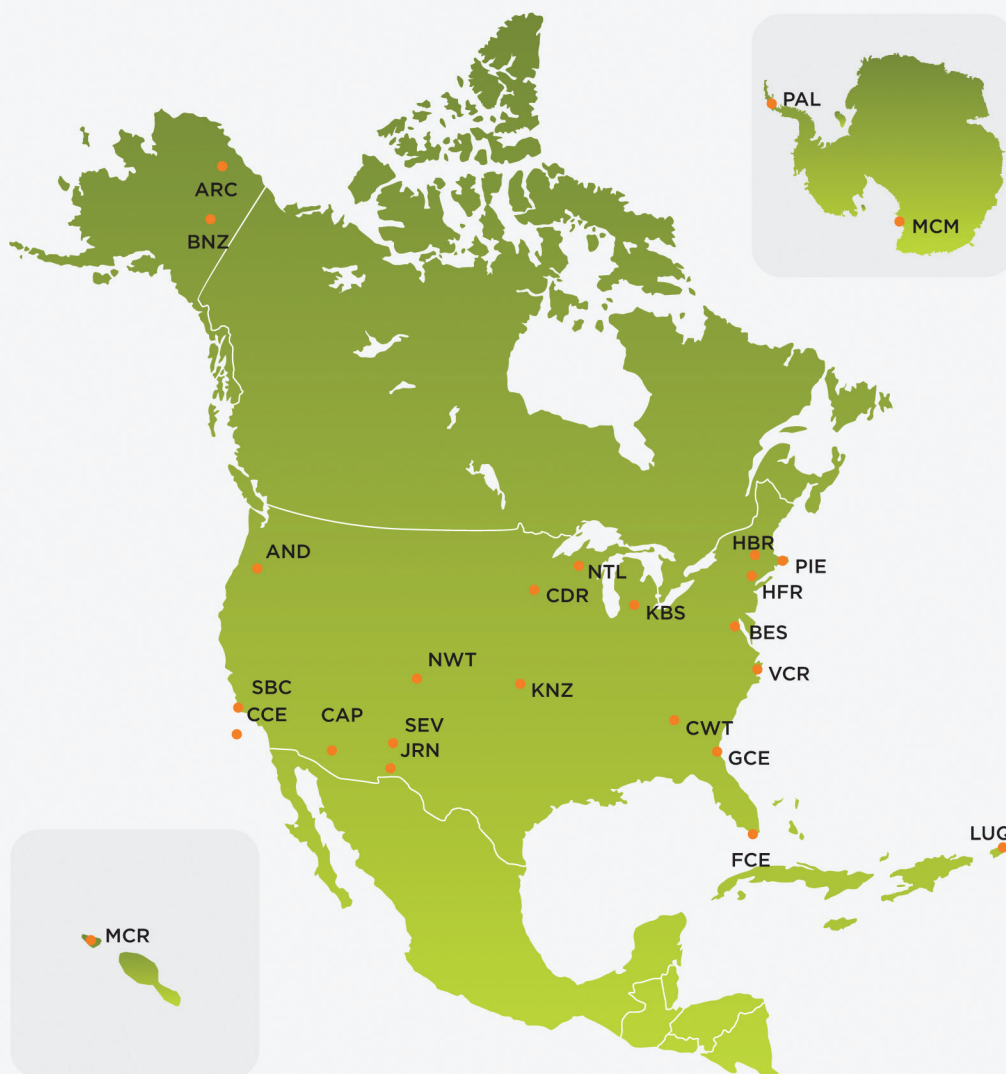 PAL
ARC
MCM
BNZ
HBR
AND
PIE
NTL
HFR
CDR
KBS
BES
NWT
VCR
KNZ
SBC
CCE
CAP
SEV
CWT
JRN
GCE
LUQ
FCE
MCR